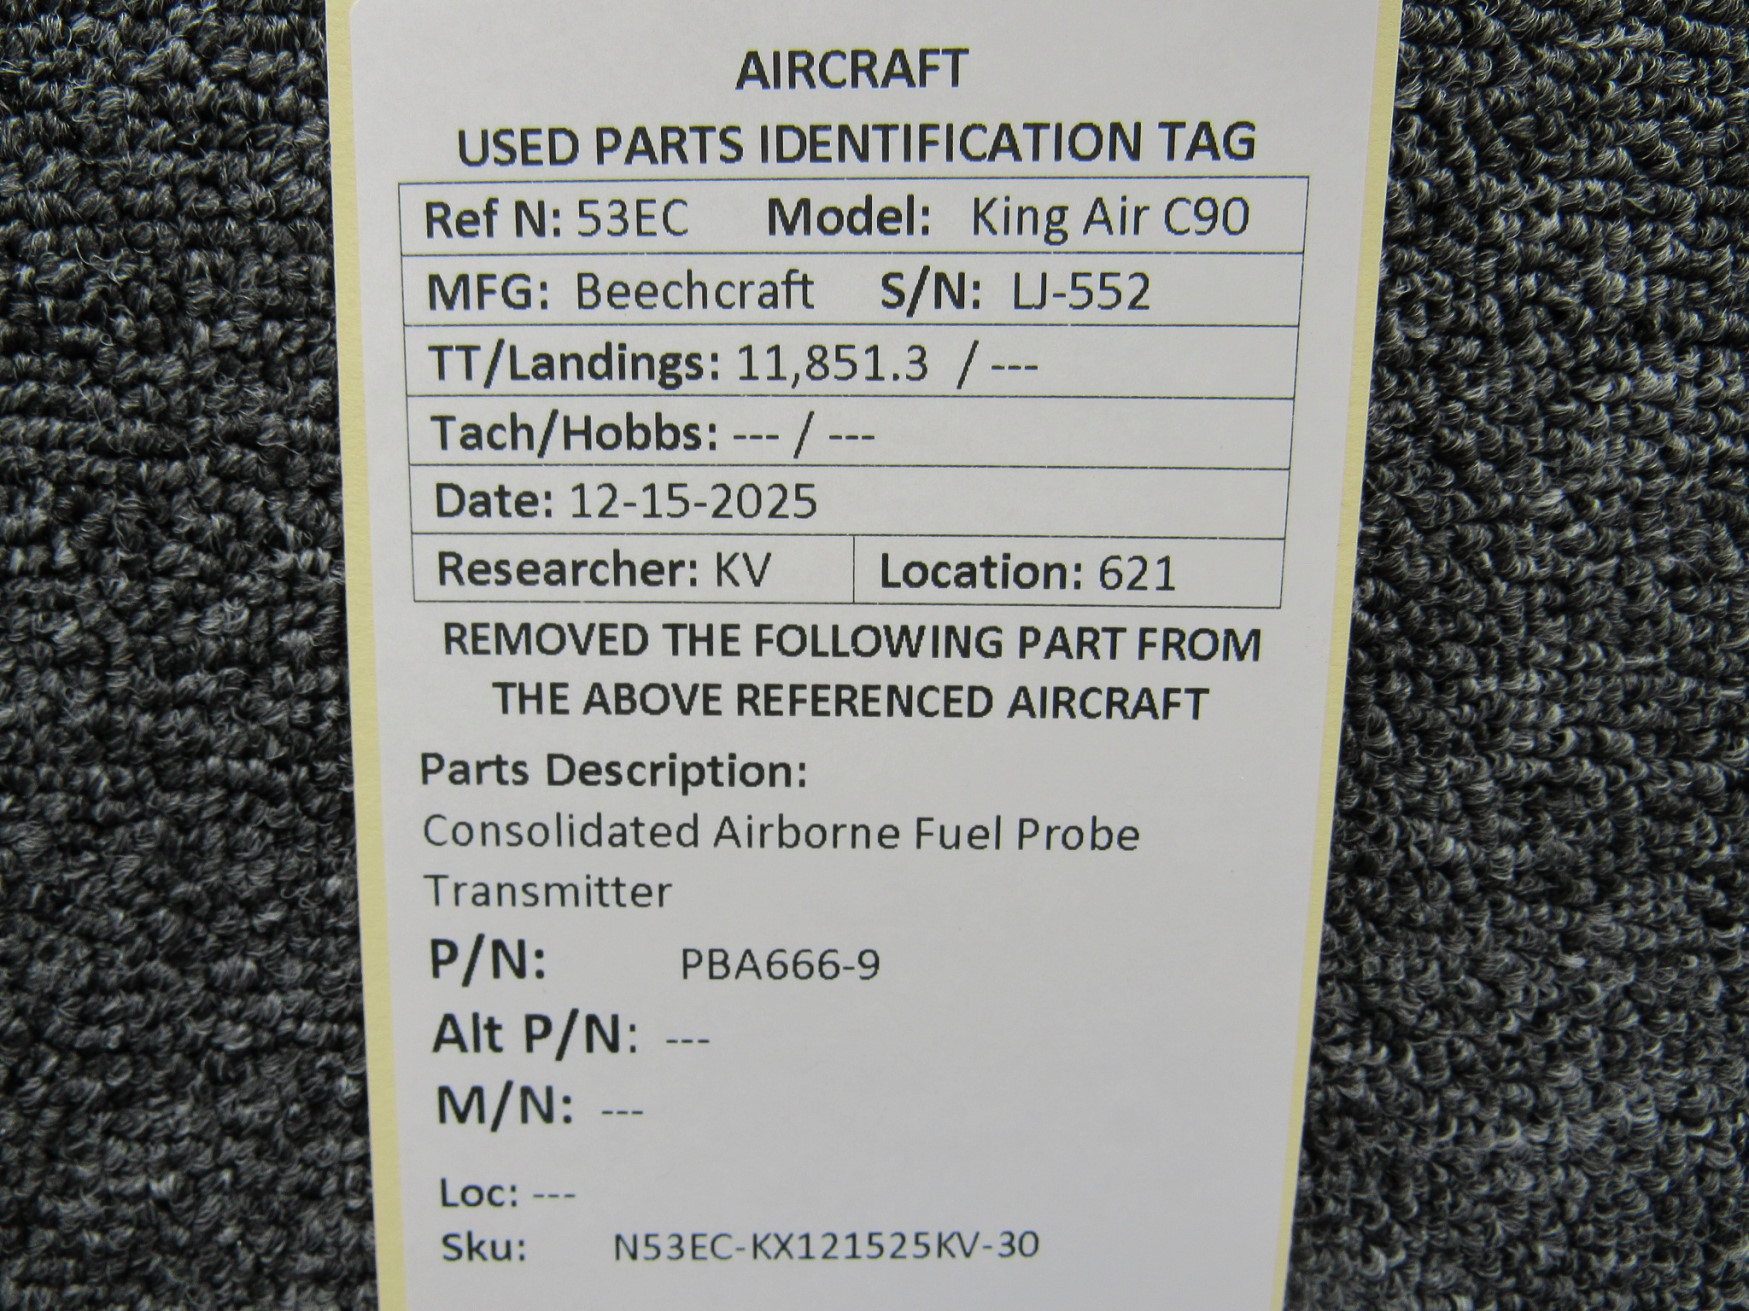 AIRCRAFT
USED PARTS IDENTIFICATION TAG
Ref N: 53EC Model: King Air C90
MFG: Beechcraft S/N: LJ-552
TT/Landings: 11,851.3 / ---
Tach/Hobbs: --- / ---
Date: 12-15-2025
Researcher: KV Location: 621
REMOVED THE FOLLOWING PART FROM
THE ABOVE REFERENCED AIRCRAFT
Parts Description:
Consolidated Airborne Fuel Probe
Transmitter
P/N: PBA666-9
Alt P/N: ---
M/N: ---
Loc: ---
Sku: N53EC-KX121525KV-30